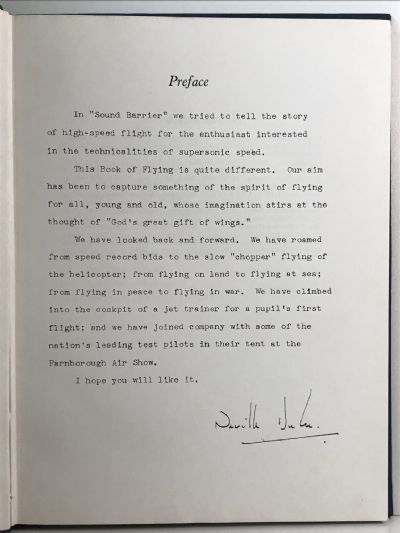 Preface
In "Sound Barrier" we tried to tell the story
of high-speed flight for the enthusiast interested
in the technicalities of supersonic speed.
This Book of Flying is quite different. Our aim
has been to capture something of the spirit of flying
for all, young and old, whose imagination stirs at the
thought of "God's great gift of wings."
We have looked back and forward. We have roamed
from speed record bids to the slow "chopper" flying of
the helicopter; from flying on land to flying at sea;
from flying in peace to flying in war. We have climbed
into the cockpit of a jet trainer for a pupil's first
flight; and we have joined company with some of the
nation's leading test pilots in their tent at the
Farnborough Air Show.
I hope you will like it.
Neville Duke.